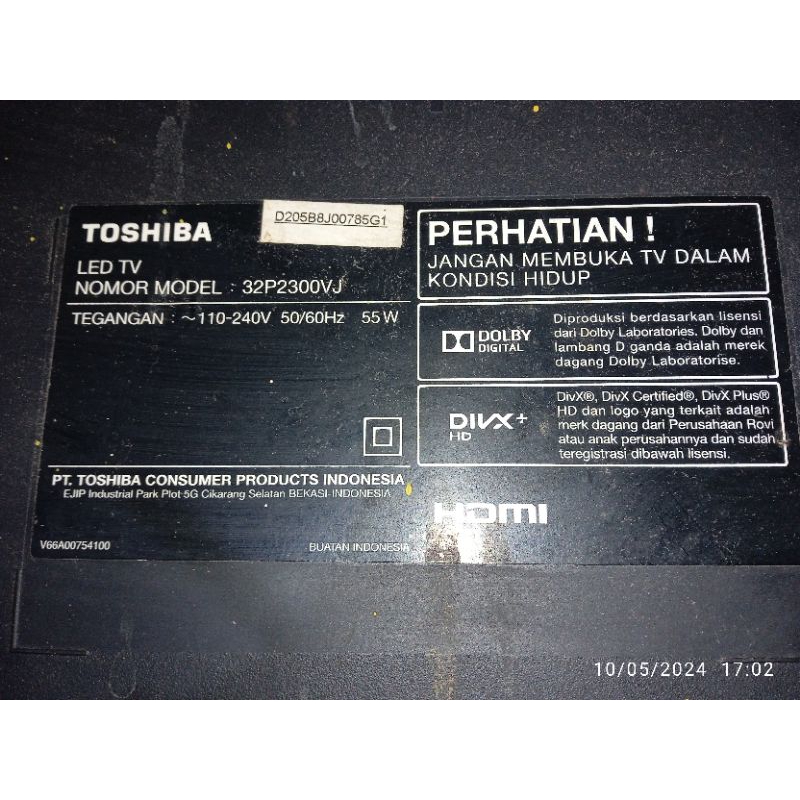 TOSHIBA
D205B8J00785G1
LED TV
NOMOR MODEL : 32P2300VJ
TEGANGAN : ~110-240V 50/60Hz 55W
PT. TOSHIBA CONSUMER PRODUCTS INDONESIA
EJIP Industrial Park Plot 5G Cikarang Selatan BEKASI-INDONESIA
V66A00754100
BUATAN INDONESIA
PERHATIAN !
JANGAN MEMBUKA TV DALAM
KONDISI HIDUP
DOLBY
DIGITAL
Diproduksi berdasarkan lisensi
dari Dolby Laboratories. Dolby dan
lambang D ganda adalah merek
dagang Dolby Laboratorise.
DIVX+
HD
DivX®, DivX Certified®, DivX Plus®
HD dan logo yang terkait adalah
merk dagang dari Perusahaan Rovi
atau anak perusahannya dan sudah
teregistrasi dibawah lisensi.
HDMI
10/05/2024 17:02